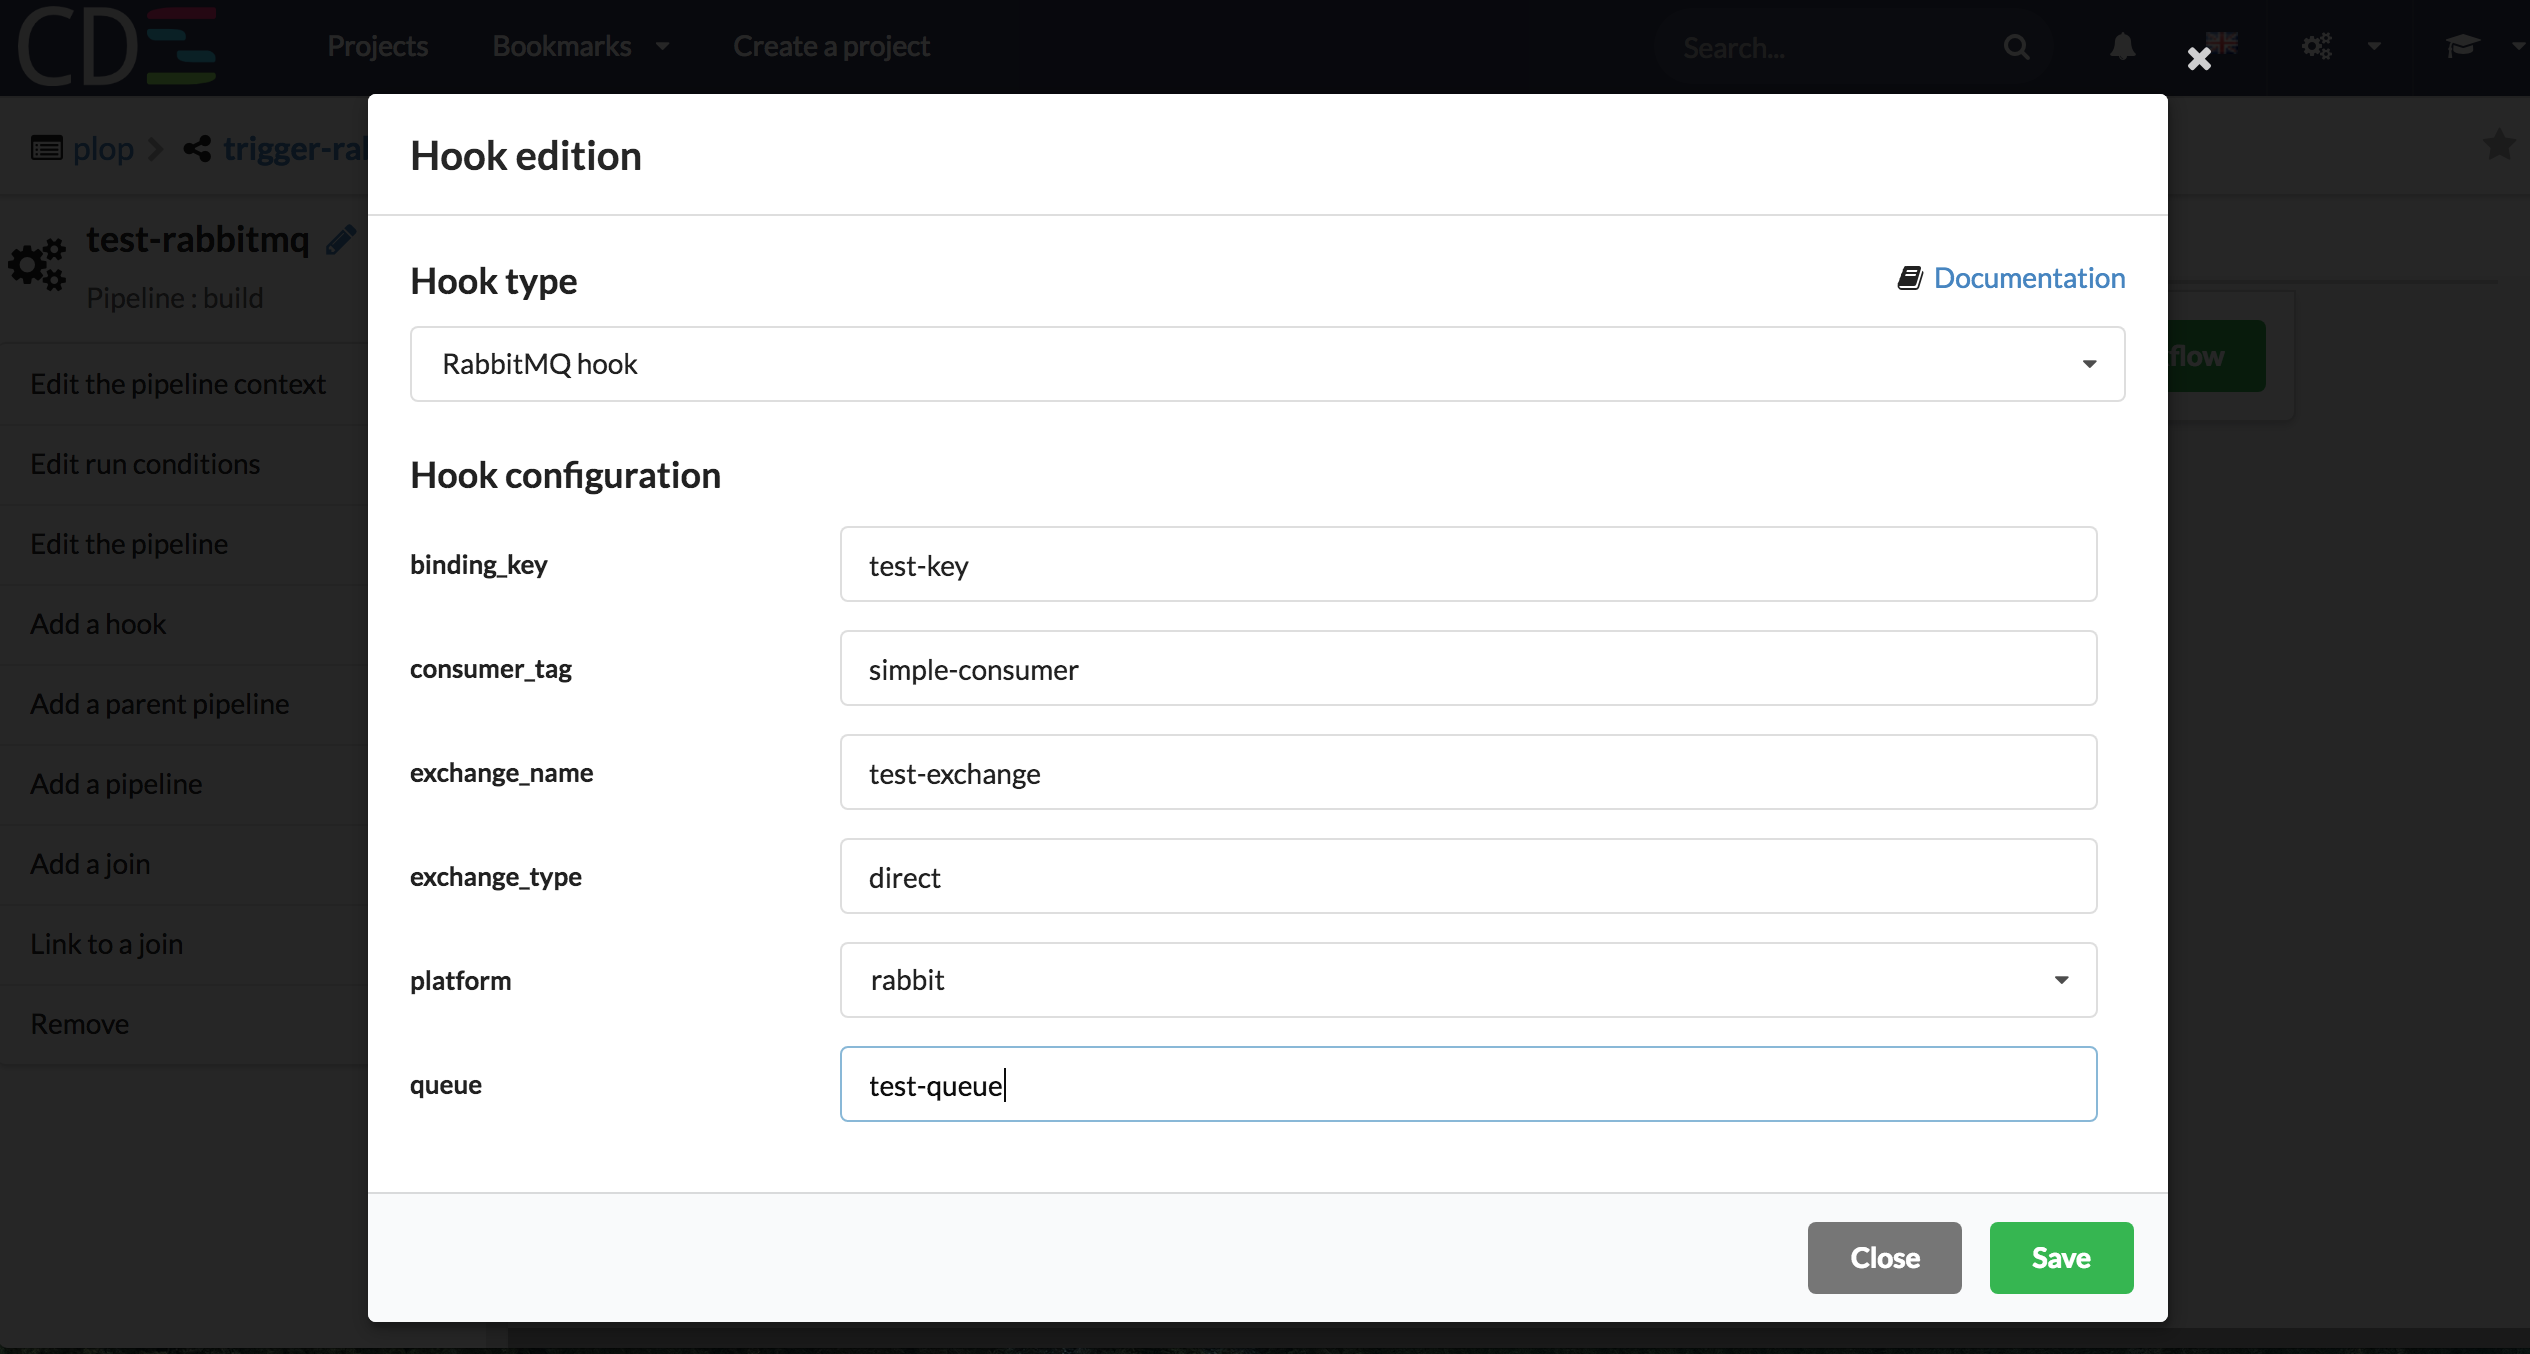 CDE
Projects
Bookmarks
Create a project
Search...
plop
trigger-ra
Hook edition
test-rabbitmq
Pipeline : build
Hook type
Documentation
RabbitMQ hook
flow
Edit the pipeline context
Edit run conditions
Edit the pipeline
Add a hook
Add a parent pipeline
Add a pipeline
Add a join
Link to a join
Remove
Hook configuration
binding_key
test-key
consumer_tag
simple-consumer
exchange_name
test-exchange
exchange_type
direct
platform
rabbit
queue
test-queue
Close
Save